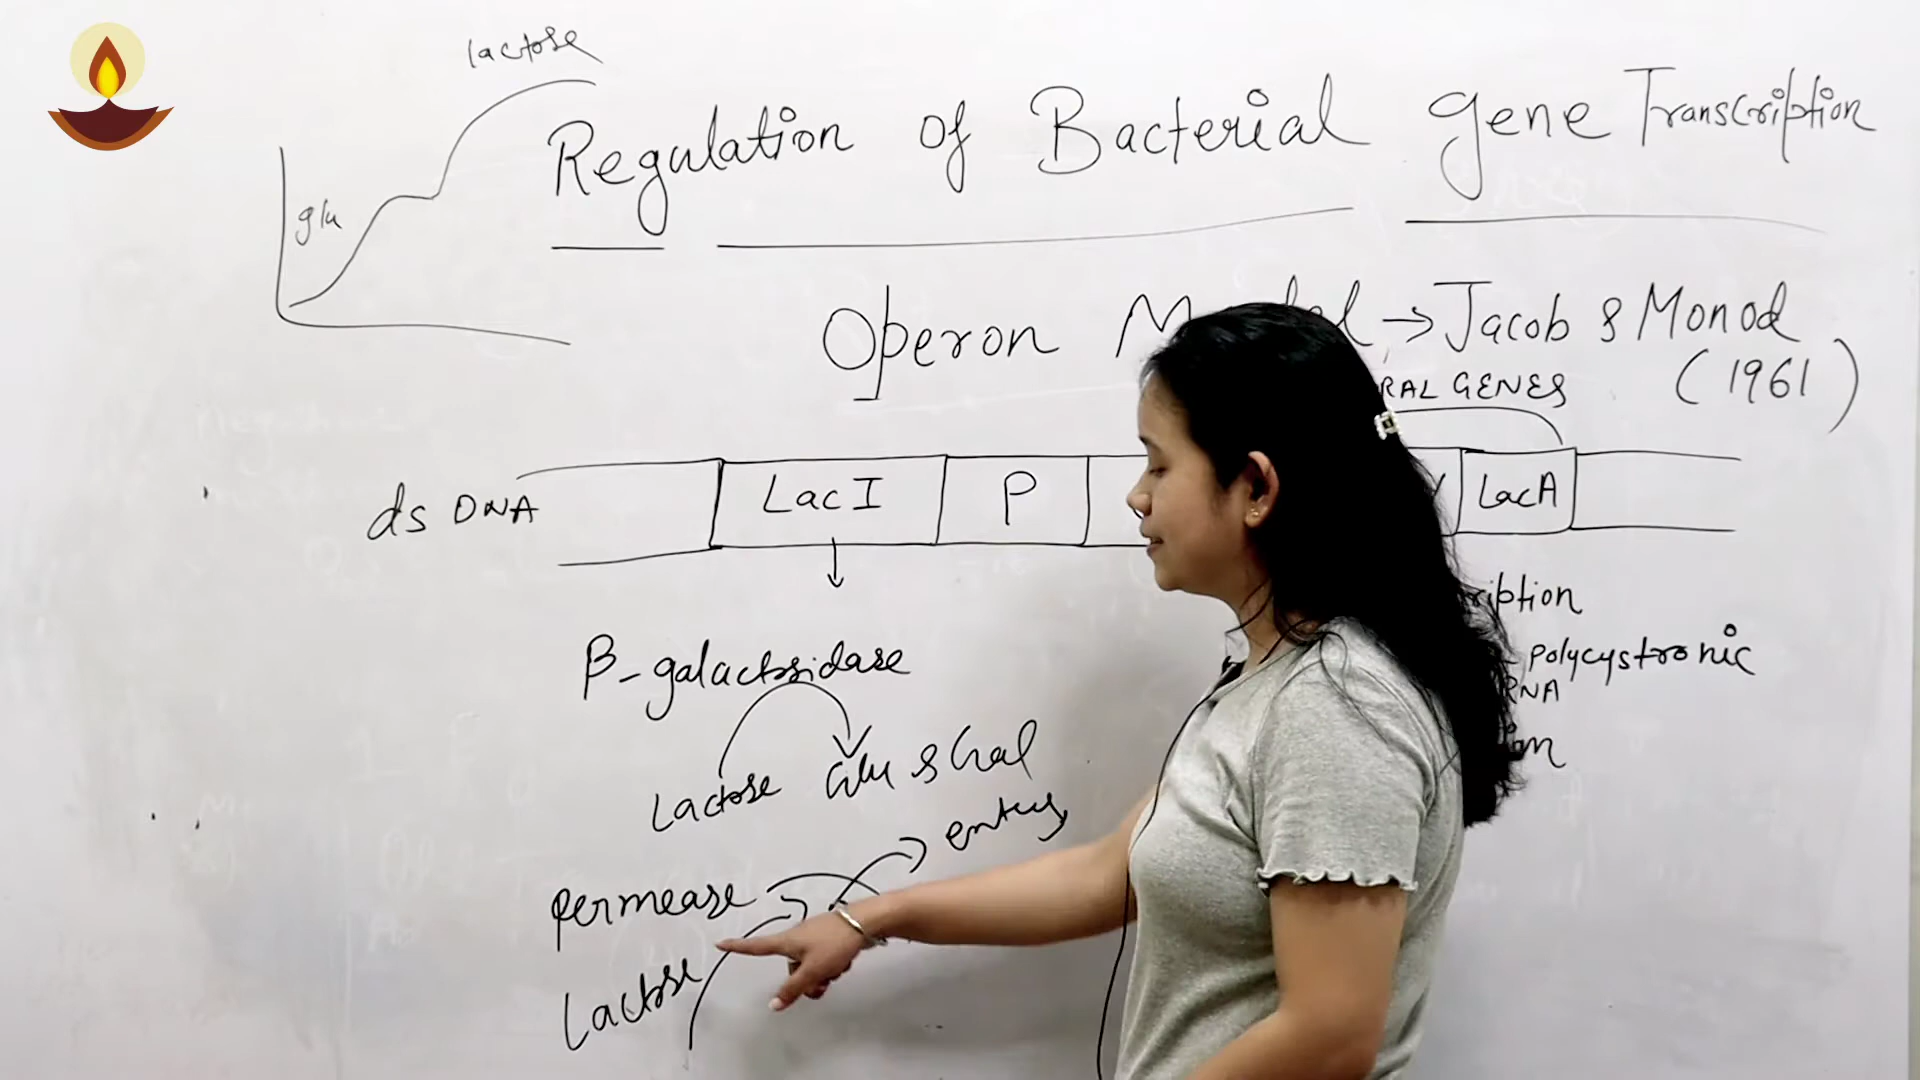 lactose
Regulation of Bacterial gene Transcription
glu
Operon → Jacob & Monod
(1961)
RAL GENES
ds DNA
LacI P LacA
ription
β-galactosidase
polycystronic
RNA
Lactose Glu & Gal
entry
permease
Lactose